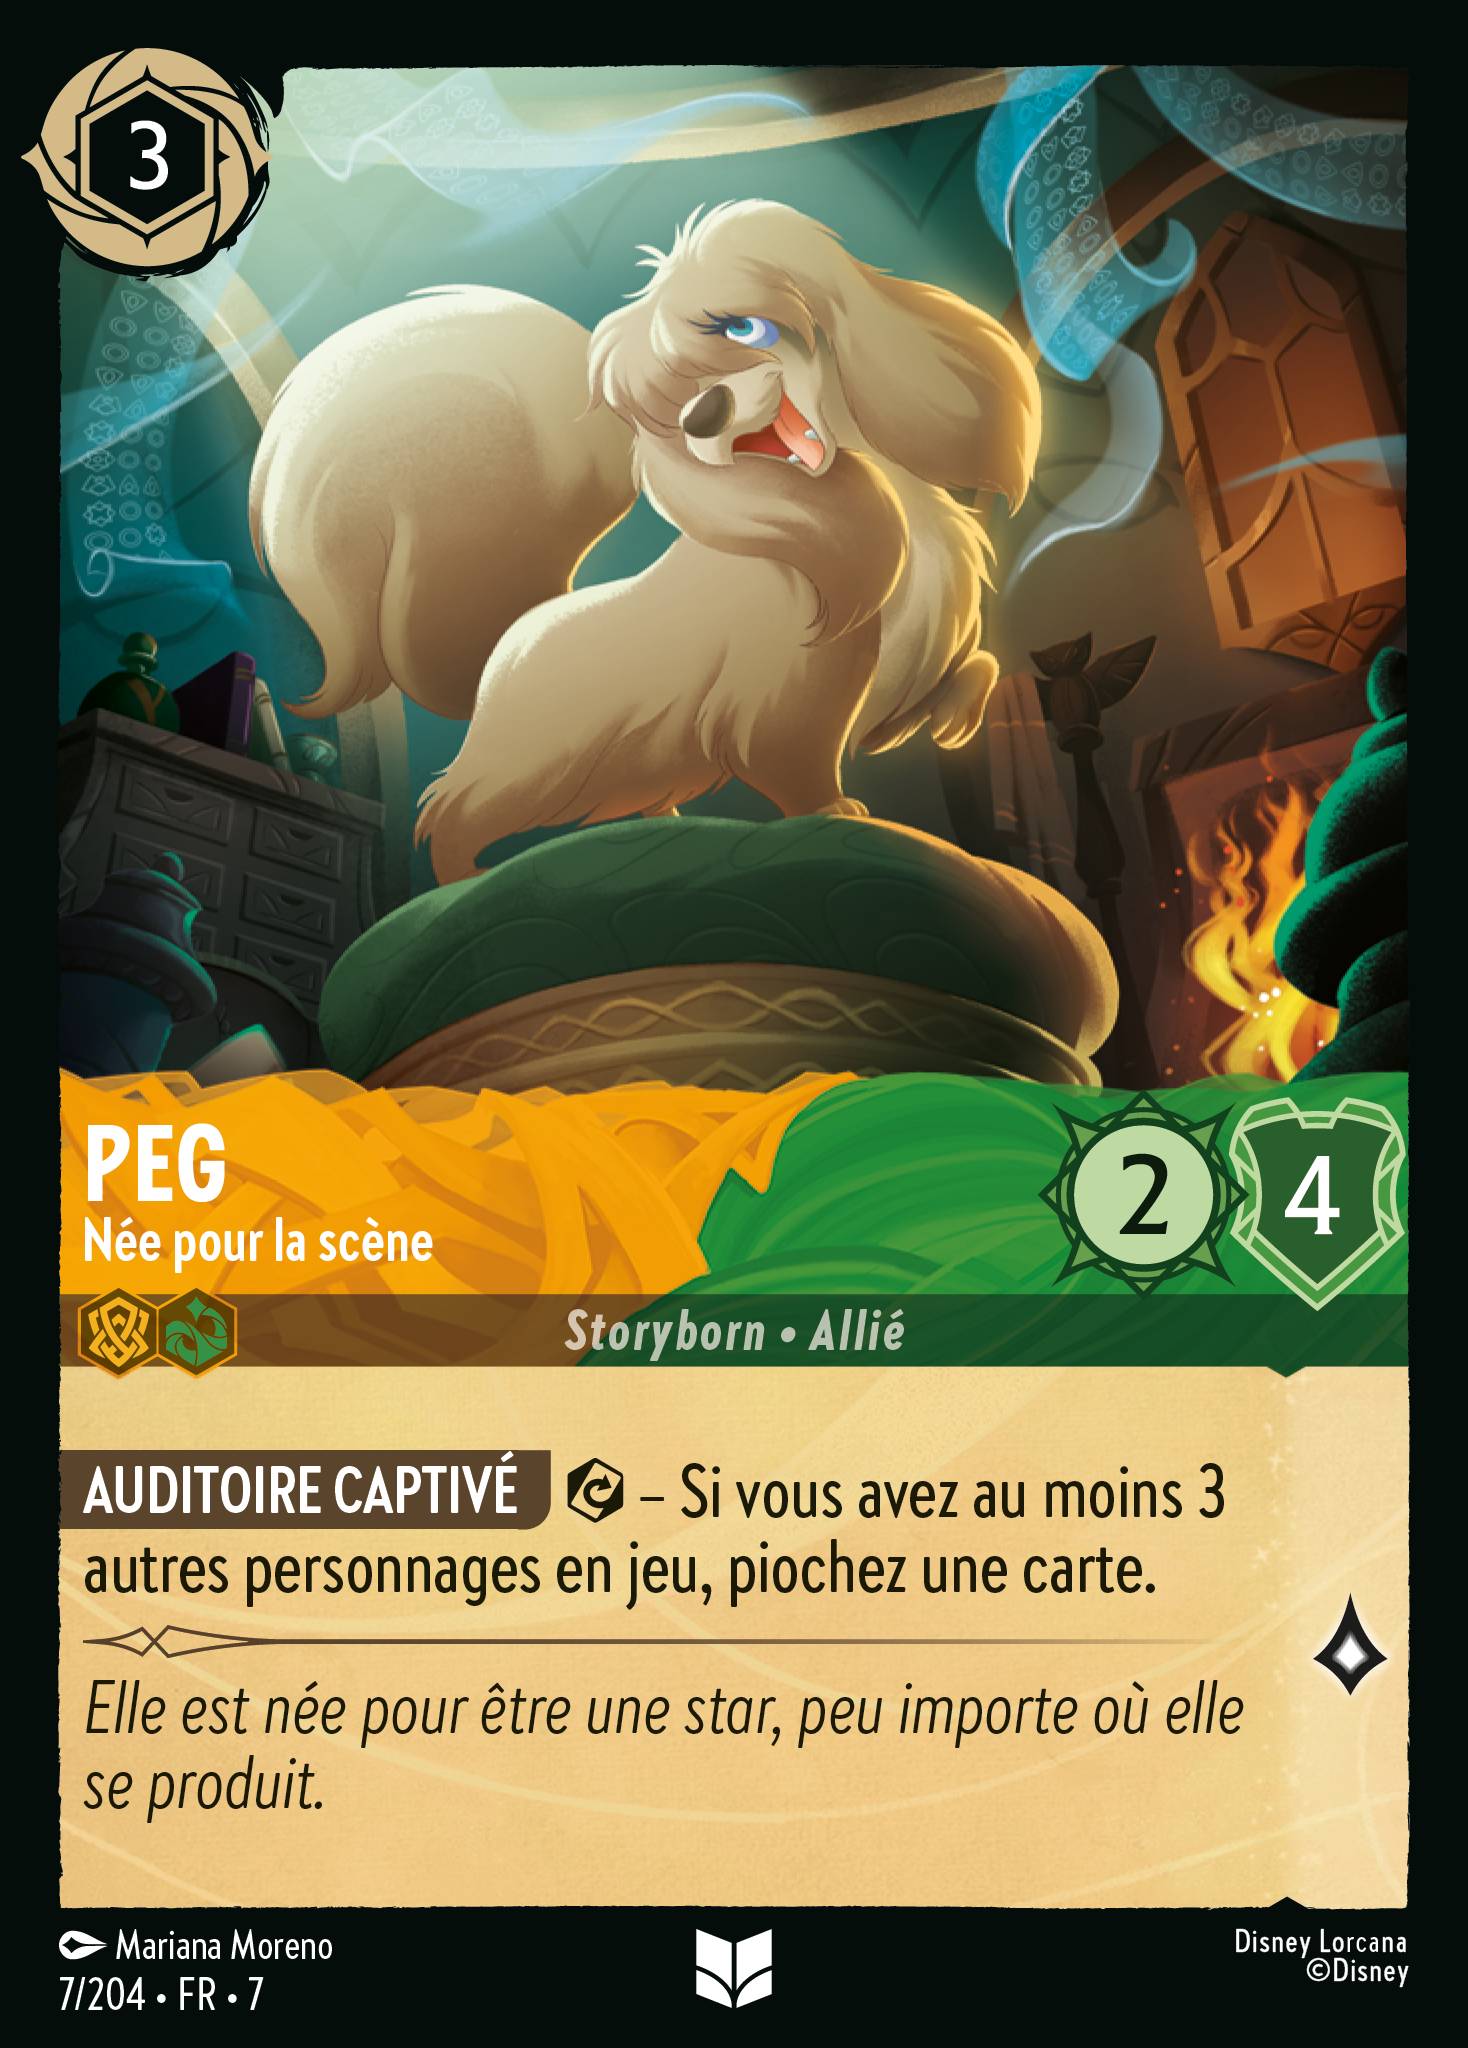 3
PEG
Née pour la scène
2
4
Storyborn • Allié
AUDITOIRE CAPTIVÉ – Si vous avez au moins 3
autres personnages en jeu, piochez une carte.
Elle est née pour être une star, peu importe où elle
se produit.
Mariana Moreno
7/204 • FR • 7
Disney Lorcana
©Disney